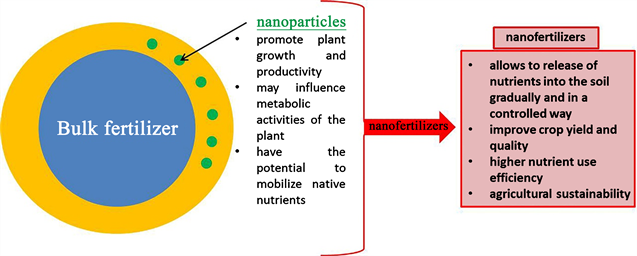 Bulk fertilizer
nanoparticles
• promote plant
growth and
productivity
• may influence
metabolic
activities of the
plant
• have the
potential to
mobilize native
nutrients
nanofertilizers
nanofertilizers
• allows to release of
nutrients into the soil
gradually and in a
controlled way
• improve crop yield and
quality
• higher nutrient use
efficiency
• agricultural sustainability